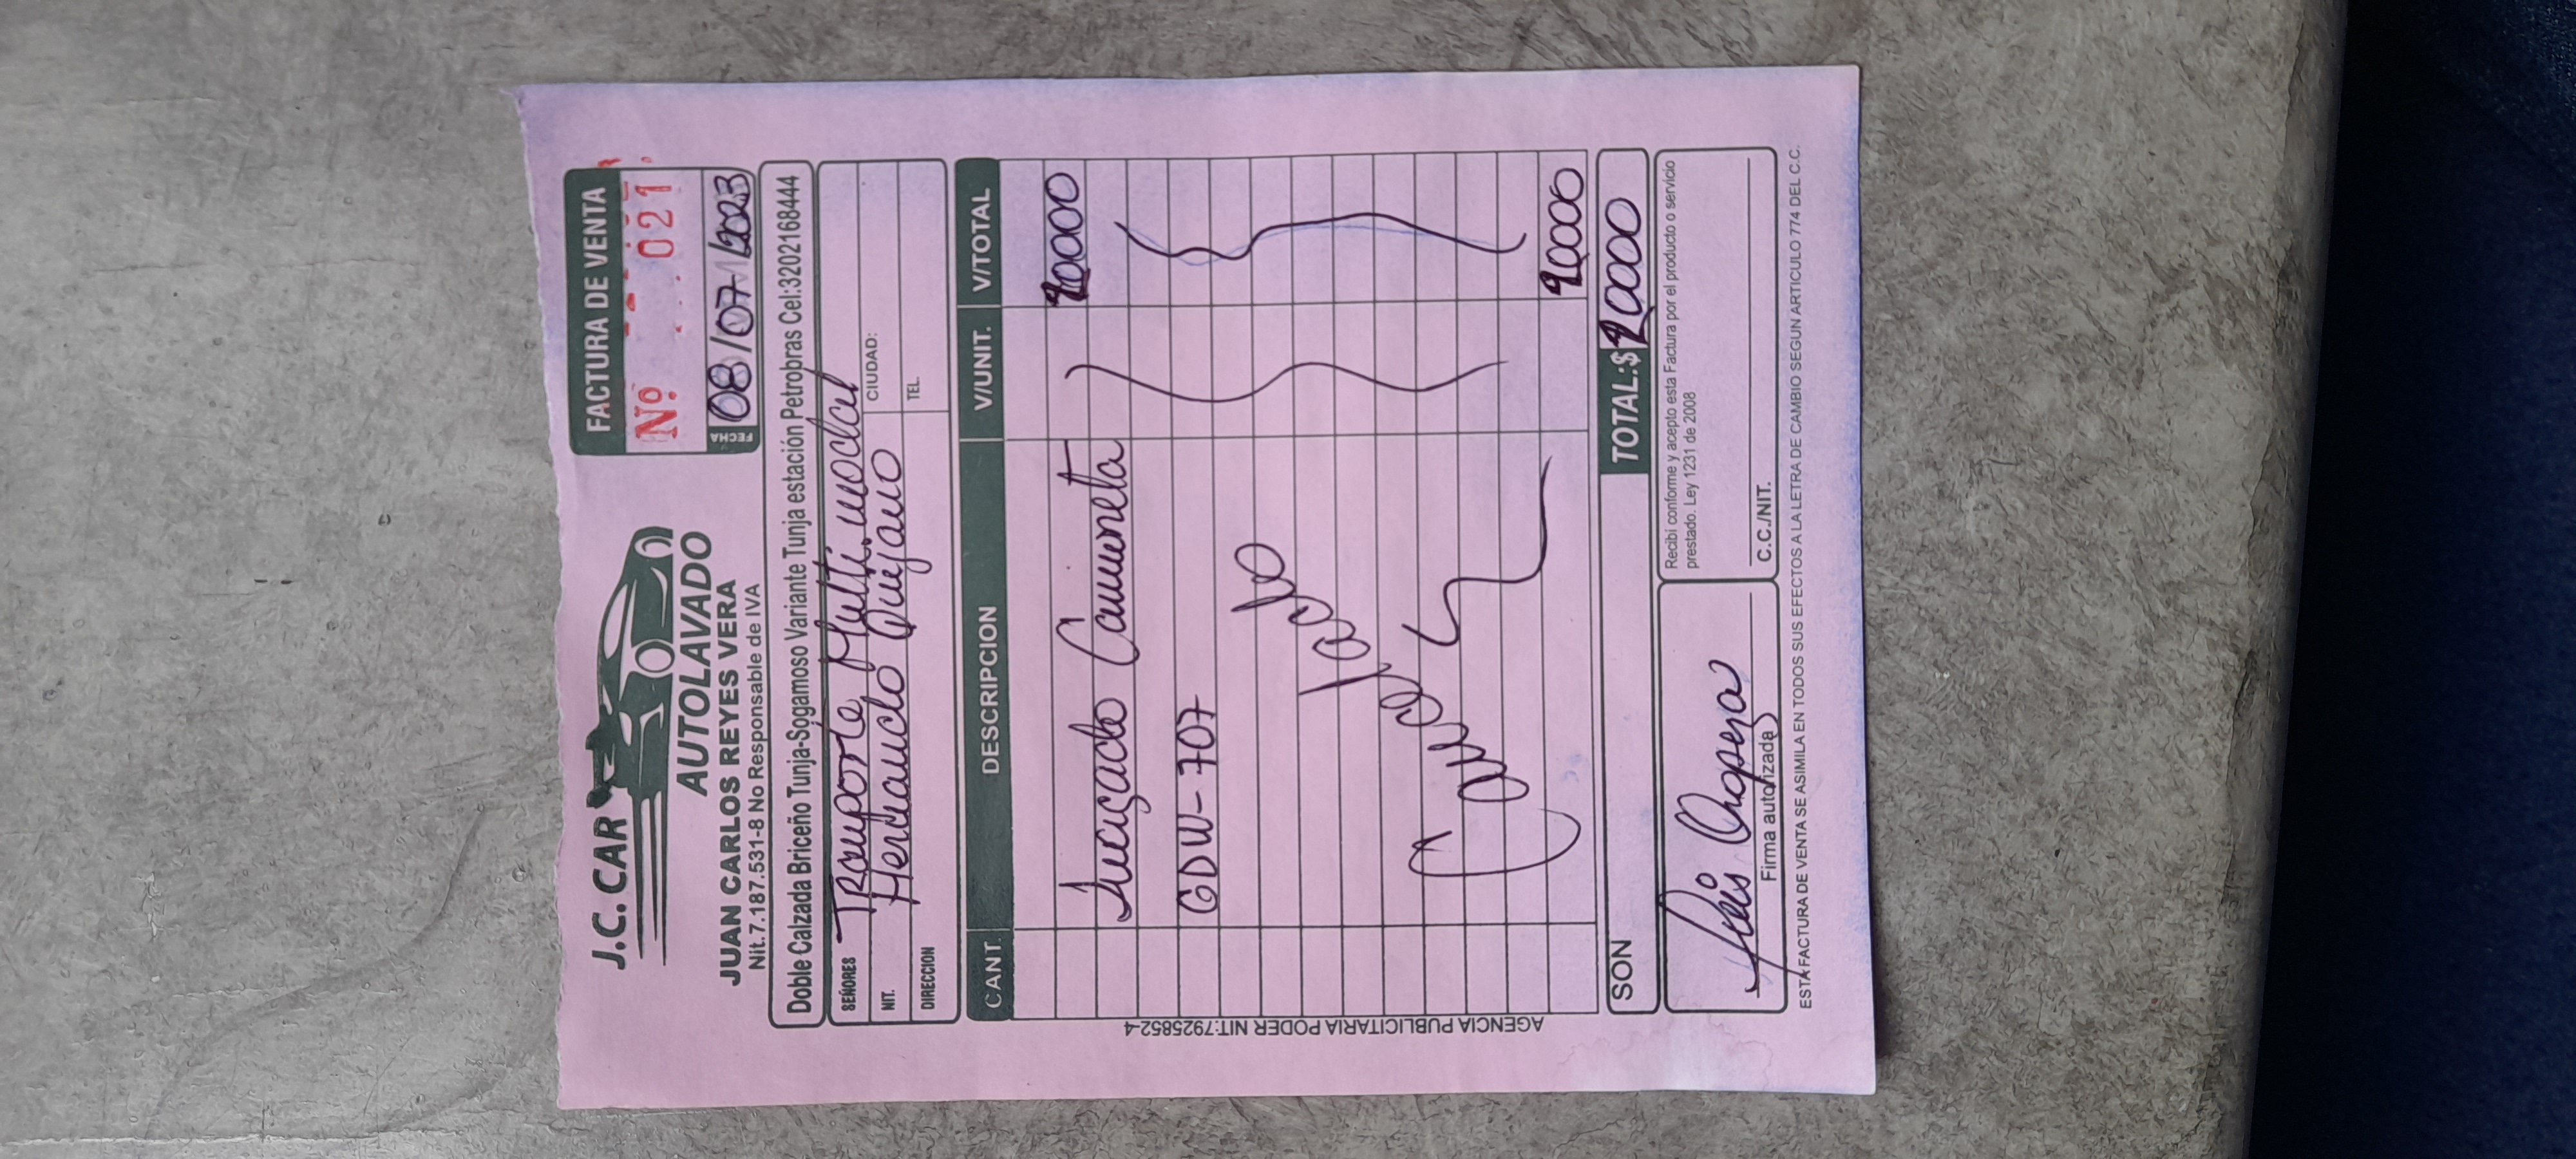 J.C. CAR
AUTOLAVADO
JUAN CARLOS REYES VERA
Nit.7.187.531-8 No Responsable de IVA
FACTURA DE VENTA
Nº 021
FECHA 08/07/2023
Doble Calzada Briceño Tunja-Sogamoso Variante Tunja estación Petrobras Cel:3202168444
SEÑORES Transporte Multimodal
NIT. Hernando Quijano CIUDAD:
DIRECCION TEL.
CANT. DESCRIPCION V/UNIT. V/TOTAL
90000
Camioneta
GDW-707
90000
SON TOTAL:$ 90000
Recibí conforme y acepto esta Factura por el producto o servicio
prestado. Ley 1231 de 2008
Firma autorizada
C.C./NIT.
ESTA FACTURA DE VENTA SE ASIMILA EN TODOS SUS EFECTOS A LA LETRA DE CAMBIO SEGUN ARTICULO 774 DEL C.C.
AGENCIA PUBLICITARIA PODER NIT:7925852-4